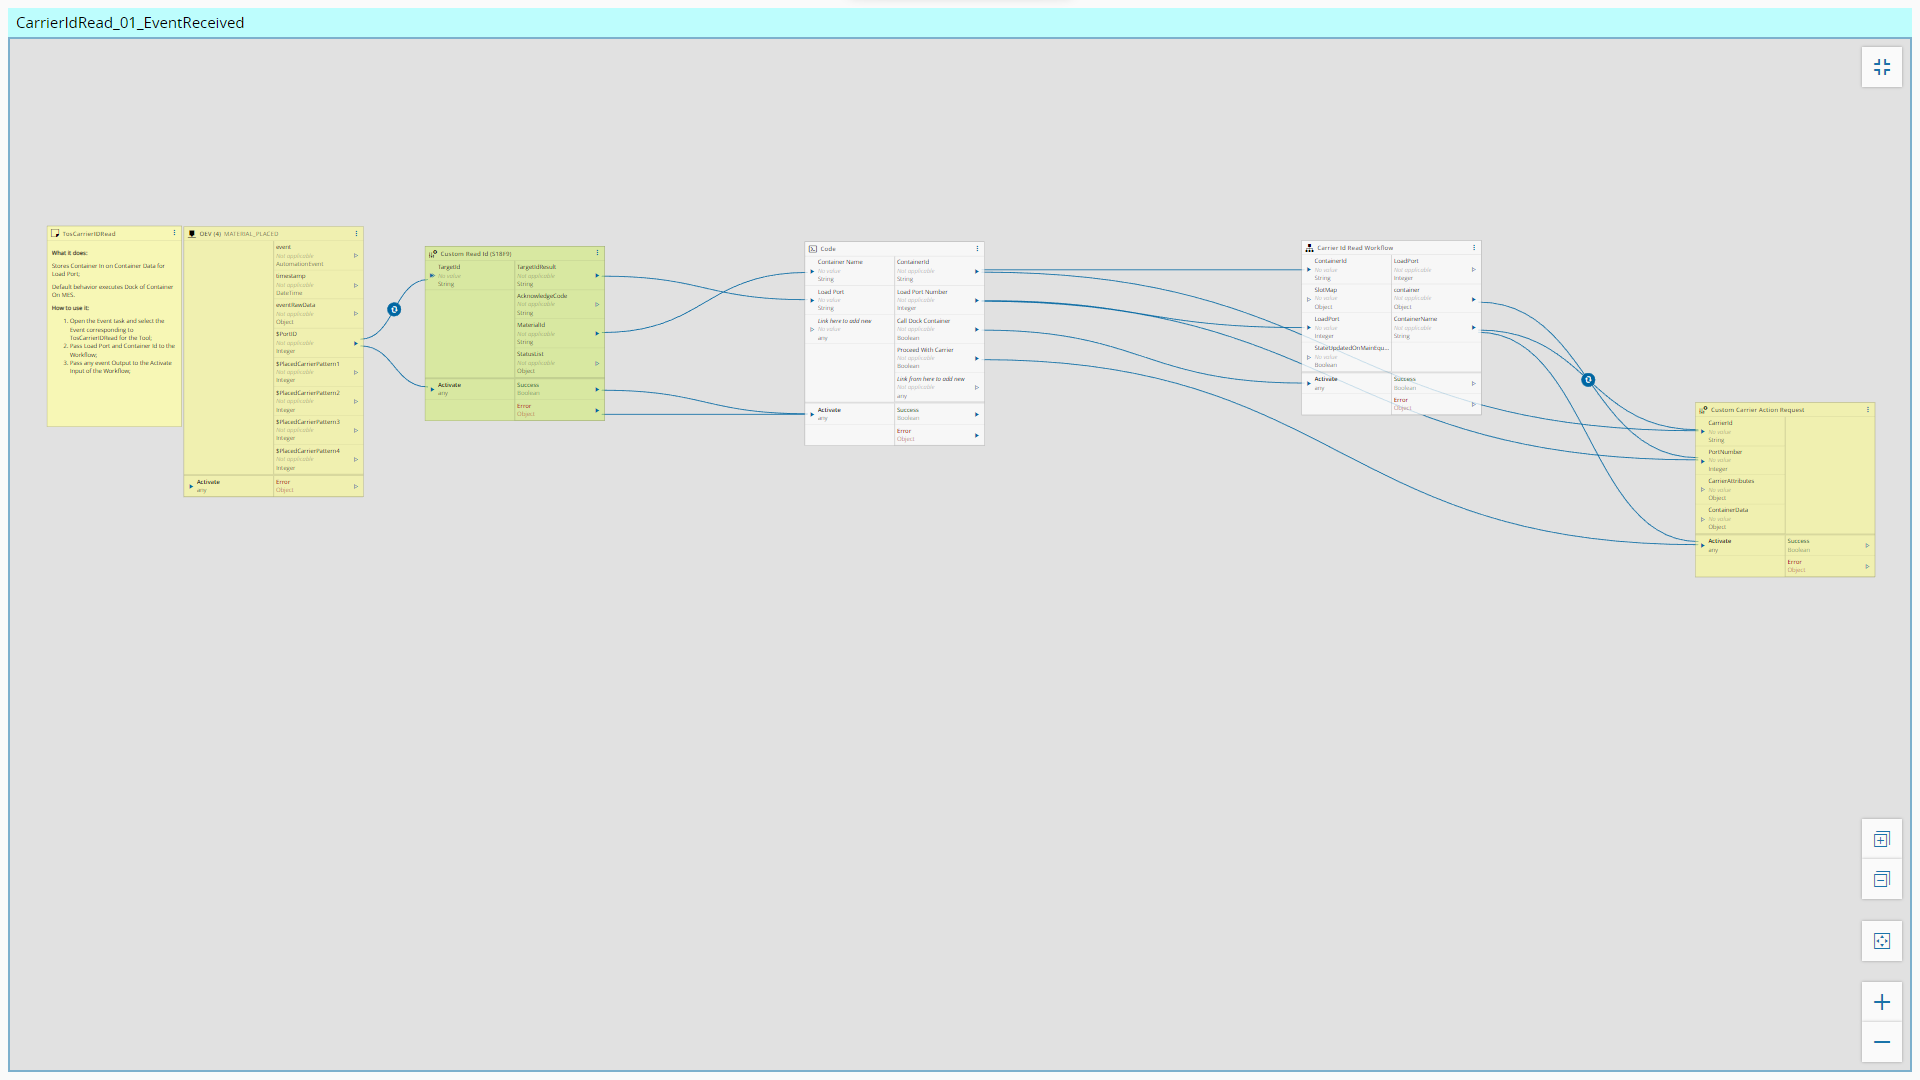 CarrierIdRead_01_EventReceived
TosCarrierIDRead
What it does:
Stores Container In on Container Data for
Load Port;
Default behavior executes Dock of Container
On MES.
How to use it:
1. Open the Event task and select the
Event corresponding to
TosCarrierIDRead for the Tool;
2. Pass Load Port and Container Id to the
Workflow;
3. Pass any event Output to the Activate
Input of the Workflow;
DEV (4) MATERIAL_PLACED
event
Not applicable
AutomationEvent
timestamp
Not applicable
DateTime
eventRawData
Not applicable
Object
$PortID
Not applicable
Integer
$PlacedCarrierPattern1
Not applicable
Integer
$PlacedCarrierPattern2
Not applicable
Integer
$PlacedCarrierPattern3
Not applicable
Integer
$PlacedCarrierPattern4
Not applicable
Integer
Activate
any
Error
Object
Custom Read Id (S18F9)
TargetId
No value
String
TargetIdResult
Not applicable
String
AcknowledgeCode
Not applicable
String
MaterialId
Not applicable
String
StatusList
Not applicable
Object
Activate
any
Success
Boolean
Error
Object
Code
Container Name
No value
String
Load Port
No value
String
Link here to add new
No value
any
ContainerId
Not applicable
String
Load Port Number
Not applicable
Integer
Call Dock Container
Not applicable
Boolean
Proceed With Carrier
Not applicable
Boolean
Link from here to add new
Not applicable
any
Activate
any
Success
Boolean
Error
Object
Carrier Id Read Workflow
ContainerId
No value
String
SlotMap
No value
Object
LoadPort
No value
Integer
StateUpdatedOnMainEqu...
No value
Boolean
LoadPort
Not applicable
Integer
container
Not applicable
Object
ContainerName
Not applicable
String
Activate
any
Success
Boolean
Error
Object
Custom Carrier Action Request
CarrierId
No value
String
PortNumber
No value
Integer
CarrierAttributes
No value
Object
ContainerData
No value
Object
Activate
any
Success
Boolean
Error
Object